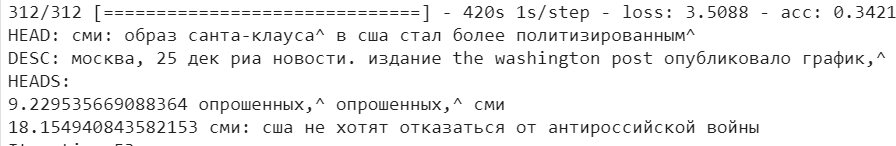 312/312 [==============================] - 420s 1s/step - loss: 3.5088 - acc: 0.3421
HEAD: сми: образ санта-клауса^ в сша стал более политизированным^
DESC: москва, 25 дек риа новости. издание the washington post опубликовало график,^
HEADS:
9.229535669088364 опрошенных,^ опрошенных,^ сми
18.154940843582153 сми: сша не хотят отказаться от антироссийской войны